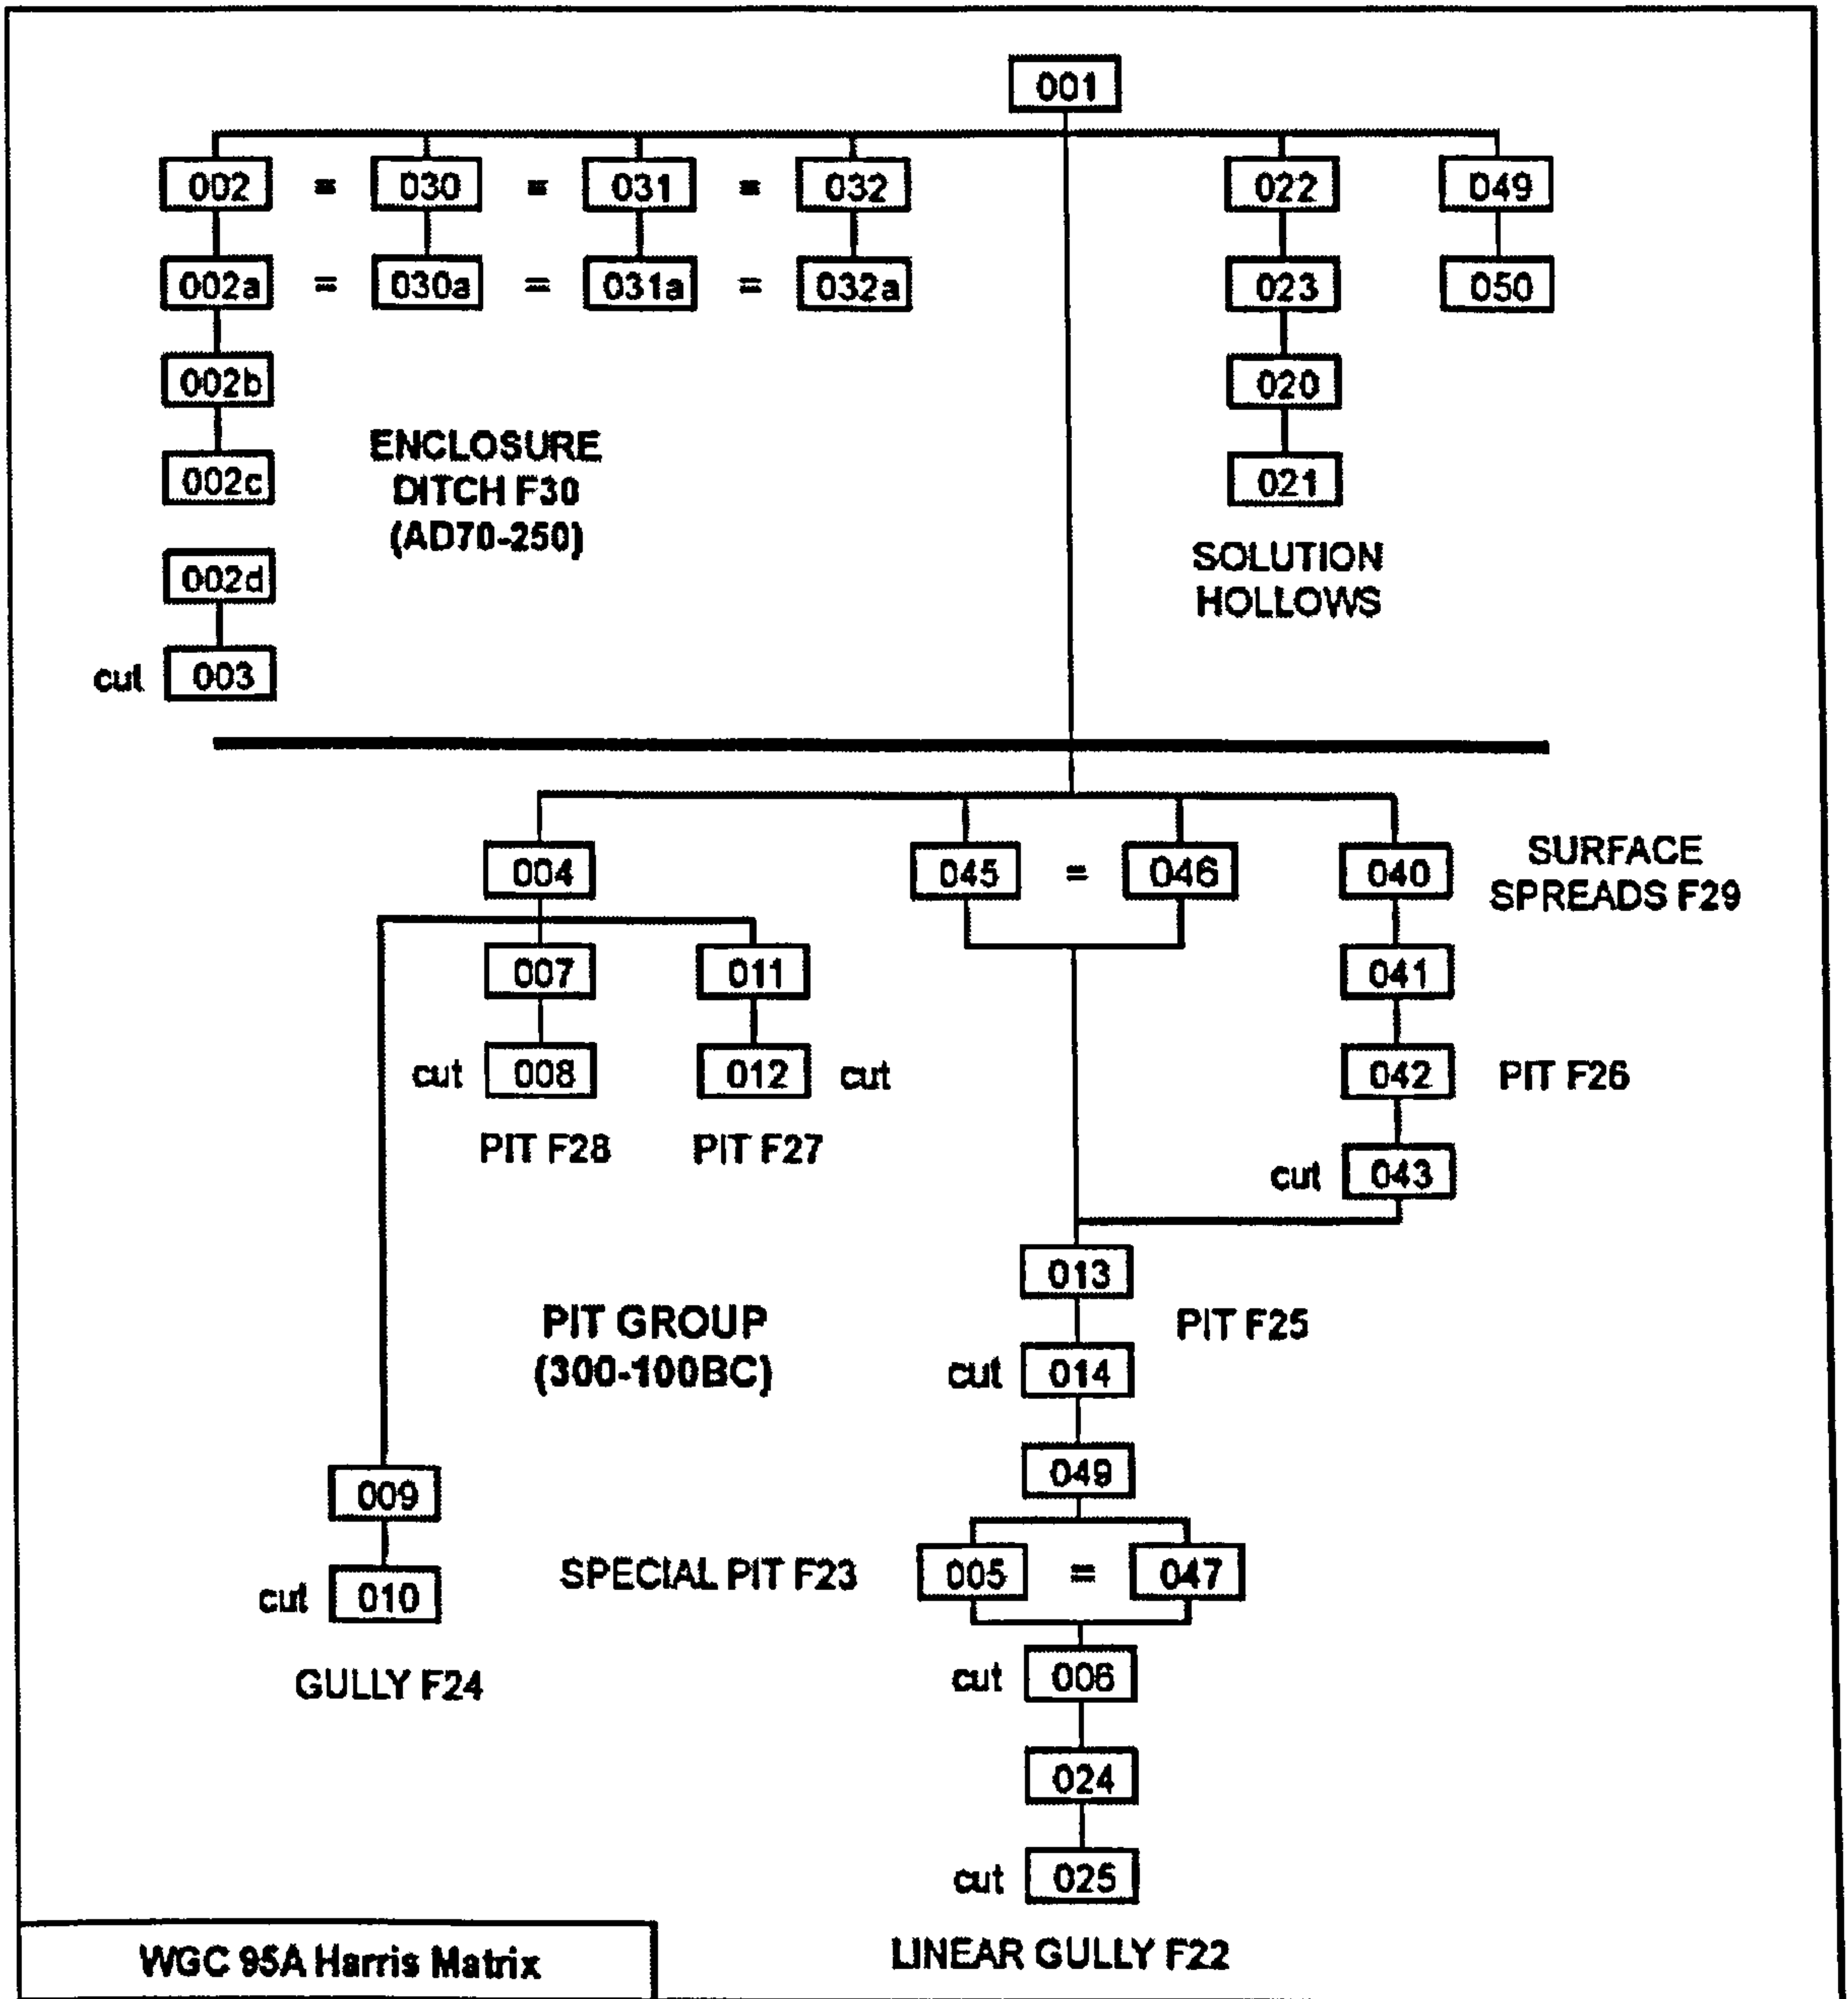 001
002 = 030 = 031 = 032 022 049
002a = 030a = 031a = 032a 023 050
002b 020
ENCLOSURE
DITCH F30
(AD70-250)
002c 021
SOLUTION
HOLLOWS
002d
cut 003
004 045 = 046 040
SURFACE
SPREADS F29
007 011 041
cut 008 012 cut 042 PIT F26
PIT F28 PIT F27
cut 043
013
PIT GROUP
(300-100BC)
PIT F25
cut 014
049
009
SPECIAL PIT F23 005 = 047
cut 010
GULLY F24
cut 006
024
cut 025
LINEAR GULLY F22
WGC 95A Harris Matrix